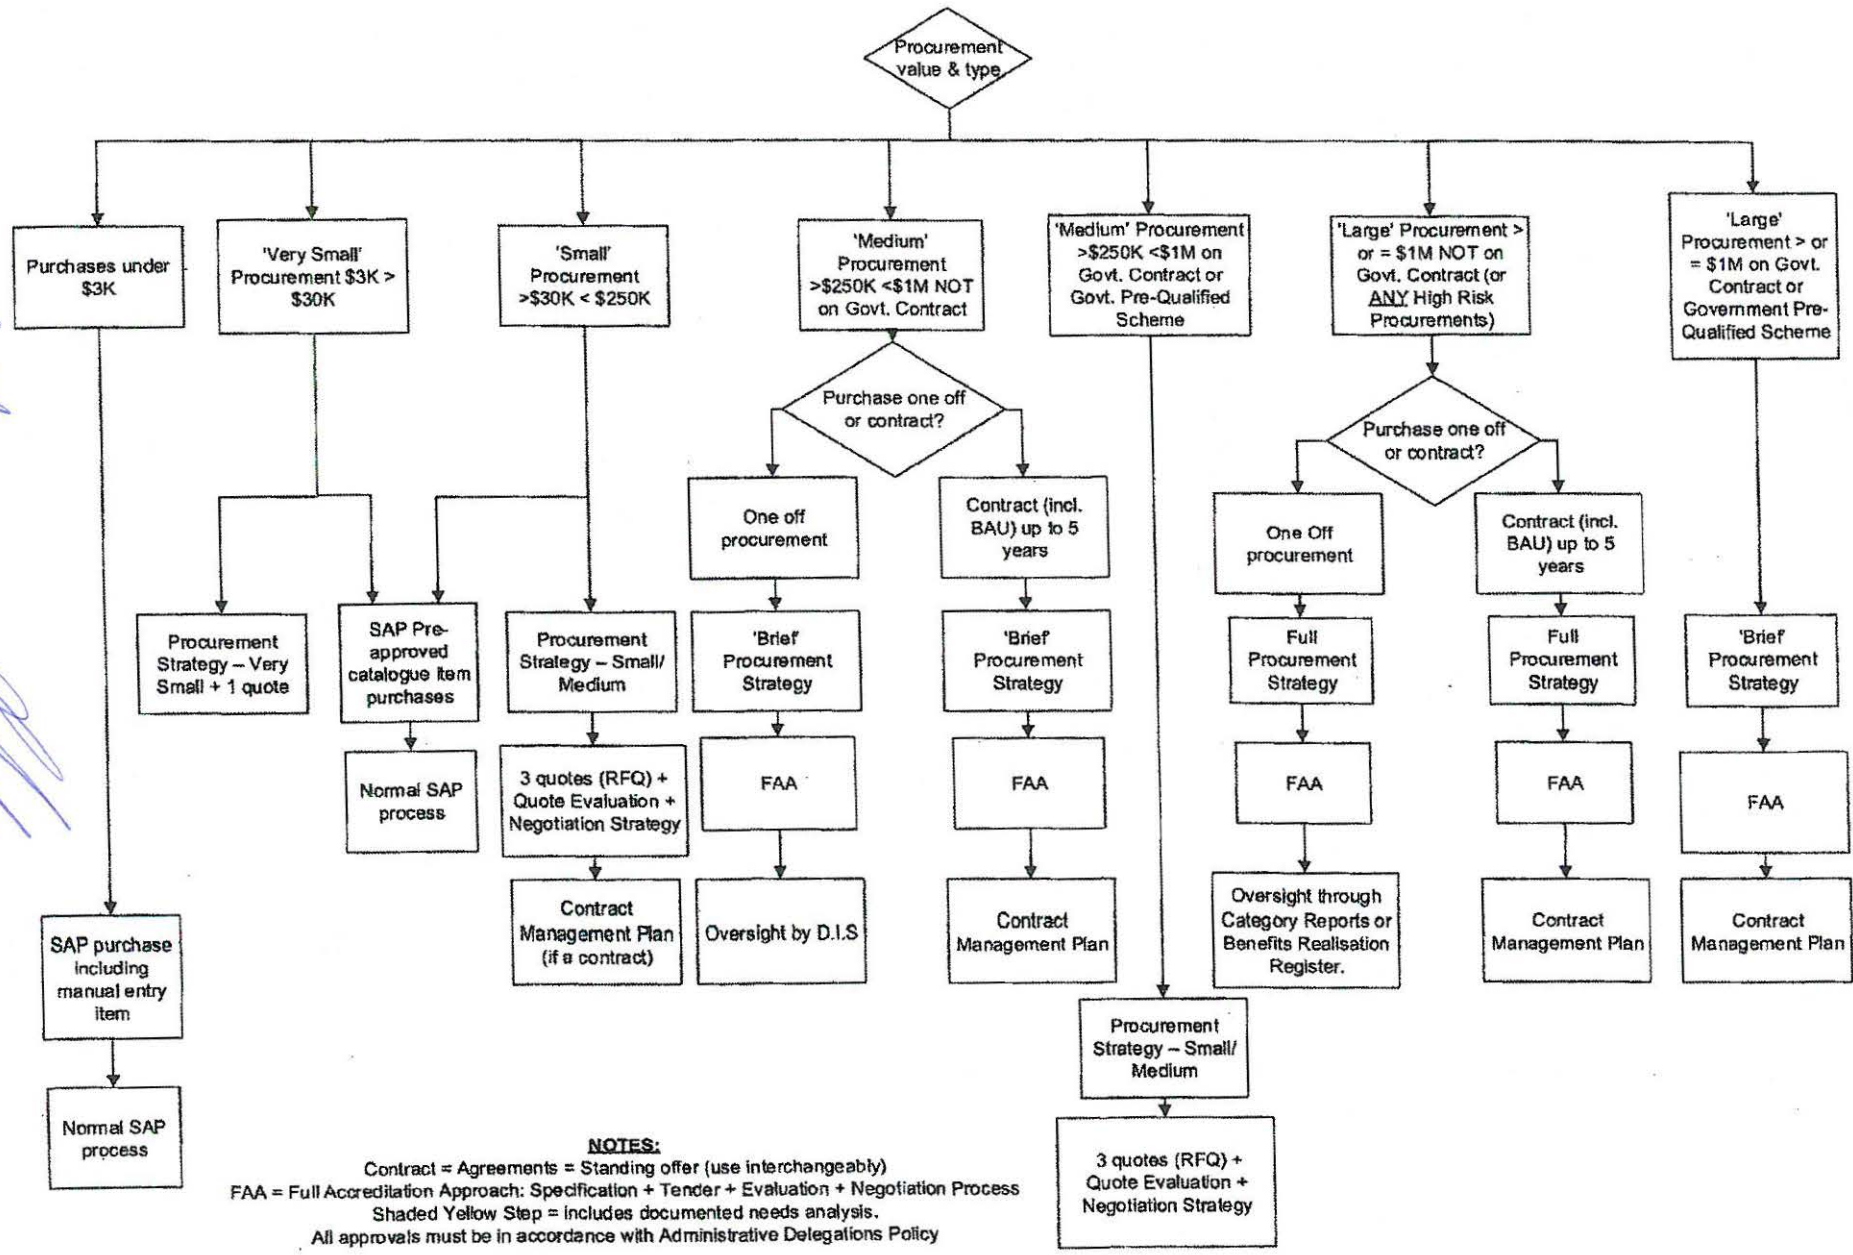 Procurement
value & type
Purchases under
$3K
'Very Small'
Procurement $3K >
$30K
'Small'
Procurement
>$30K < $250K
'Medium'
Procurement
>$250K <$1M NOT
on Govt. Contract
'Medium' Procurement
>$250K <$1M on
Govt. Contract or
Govt. Pre-Qualified
Scheme
'Large' Procurement >
or = $1M NOT on
Govt. Contract (or
ANY High Risk
Procurements)
'Large'
Procurement > or
= $1M on Govt.
Contract or
Government Pre-
Qualified Scheme
Purchase one off
or contract?
Purchase one off
or contract?
One off
procurement
Contract (incl.
BAU) up to 5
years
One Off
procurement
Contract (incl.
BAU) up to 5
years
Procurement
Strategy – Very
Small + 1 quote
SAP Pre-
approved
catalogue item
purchases
Procurement
Strategy – Small/
Medium
'Brief'
Procurement
Strategy
'Brief'
Procurement
Strategy
Full
Procurement
Strategy
Full
Procurement
Strategy
'Brief'
Procurement
Strategy
Normal SAP
process
3 quotes (RFQ) +
Quote Evaluation +
Negotiation Strategy
FAA
FAA
FAA
FAA
FAA
Contract
Management Plan
(if a contract)
Oversight by D.I.S
Contract
Management Plan
Oversight through
Category Reports or
Benefits Realisation
Register.
Contract
Management Plan
Contract
Management Plan
SAP purchase
including
manual entry
item
Procurement
Strategy – Small/
Medium
Normal SAP
process
3 quotes (RFQ) +
Quote Evaluation +
Negotiation Strategy
NOTES:
Contract = Agreements = Standing offer (use interchangeably)
FAA = Full Accreditation Approach: Specification + Tender + Evaluation + Negotiation Process
Shaded Yellow Step = includes documented needs analysis.
All approvals must be in accordance with Administrative Delegations Policy